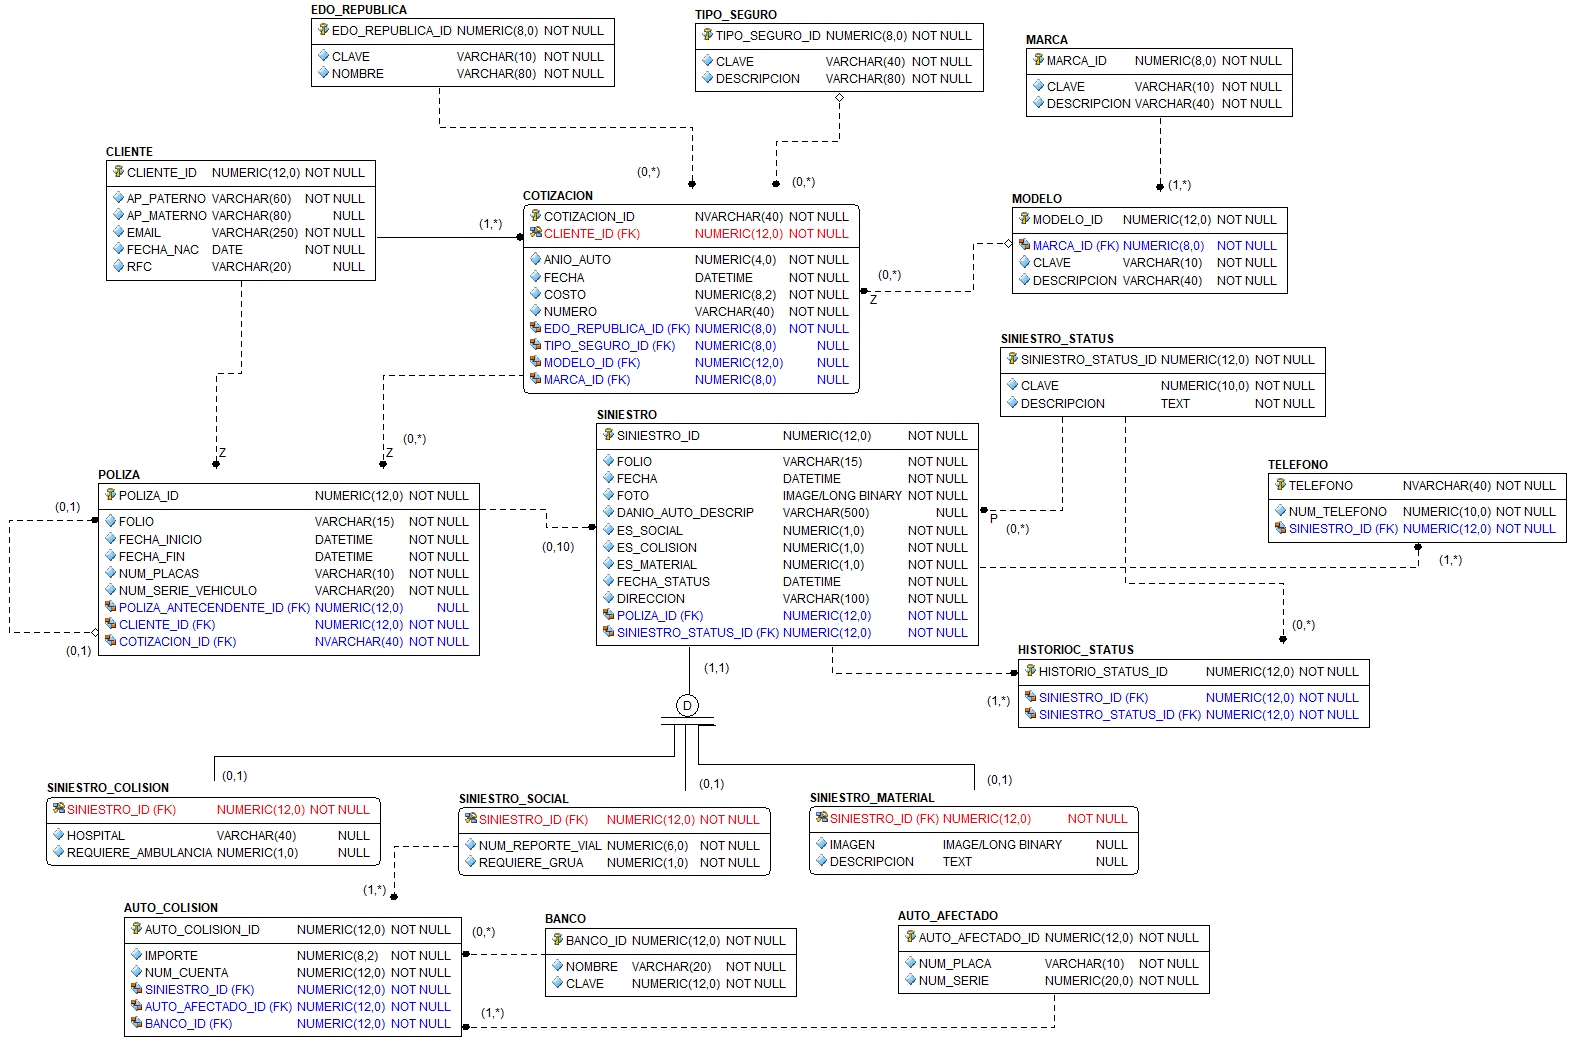 EDO_REPUBLICA
EDO_REPUBLICA_ID NUMERIC(8,0) NOT NULL
CLAVE VARCHAR(10) NOT NULL
NOMBRE VARCHAR(80) NOT NULL
TIPO_SEGURO
TIPO_SEGURO_ID NUMERIC(8,0) NOT NULL
CLAVE VARCHAR(40) NOT NULL
DESCRIPCION VARCHAR(80) NOT NULL
MARCA
MARCA_ID NUMERIC(8,0) NOT NULL
CLAVE VARCHAR(10) NOT NULL
DESCRIPCION VARCHAR(40) NOT NULL
CLIENTE
CLIENTE_ID NUMERIC(12,0) NOT NULL
AP_PATERNO VARCHAR(60) NOT NULL
AP_MATERNO VARCHAR(80) NULL
EMAIL VARCHAR(250) NOT NULL
FECHA_NAC DATE NOT NULL
RFC VARCHAR(20) NULL
(0,*)
(0,*)
(1,*)
(1,*)
COTIZACION
COTIZACION_ID NVARCHAR(40) NOT NULL
CLIENTE_ID (FK) NUMERIC(12,0) NOT NULL
ANIO_AUTO NUMERIC(4,0) NOT NULL
FECHA DATETIME NOT NULL
COSTO NUMERIC(8,2) NOT NULL
NUMERO VARCHAR(40) NOT NULL
EDO_REPUBLICA_ID (FK) NUMERIC(8,0) NOT NULL
TIPO_SEGURO_ID (FK) NUMERIC(8,0) NULL
MODELO_ID (FK) NUMERIC(12,0) NULL
MARCA_ID (FK) NUMERIC(8,0) NULL
MODELO
MODELO_ID NUMERIC(12,0) NOT NULL
MARCA_ID (FK) NUMERIC(8,0) NOT NULL
CLAVE VARCHAR(10) NOT NULL
DESCRIPCION VARCHAR(40) NOT NULL
(0,*)
Z
SINIESTRO_STATUS
SINIESTRO_STATUS_ID NUMERIC(12,0) NOT NULL
CLAVE NUMERIC(10,0) NOT NULL
DESCRIPCION TEXT NOT NULL
Z
(0,*)
Z
POLIZA
POLIZA_ID NUMERIC(12,0) NOT NULL
FOLIO VARCHAR(15) NOT NULL
FECHA_INICIO DATETIME NOT NULL
FECHA_FIN DATETIME NOT NULL
NUM_PLACAS VARCHAR(10) NOT NULL
NUM_SERIE_VEHICULO VARCHAR(20) NOT NULL
POLIZA_ANTECENDENTE_ID (FK) NUMERIC(12,0) NULL
CLIENTE_ID (FK) NUMERIC(12,0) NOT NULL
COTIZACION_ID (FK) NVARCHAR(40) NOT NULL
(0,1)
(0,1)
(0,10)
SINIESTRO
SINIESTRO_ID NUMERIC(12,0) NOT NULL
FOLIO VARCHAR(15) NOT NULL
FECHA DATETIME NOT NULL
FOTO IMAGE/LONG BINARY NOT NULL
DANIO_AUTO_DESCRIP VARCHAR(500) NULL
ES_SOCIAL NUMERIC(1,0) NOT NULL
ES_COLISION NUMERIC(1,0) NOT NULL
ES_MATERIAL NUMERIC(1,0) NOT NULL
FECHA_STATUS DATETIME NOT NULL
DIRECCION VARCHAR(100) NOT NULL
POLIZA_ID (FK) NUMERIC(12,0) NOT NULL
SINIESTRO_STATUS_ID (FK) NUMERIC(12,0) NOT NULL
P
(0,*)
TELEFONO
TELEFONO NVARCHAR(40) NOT NULL
NUM_TELEFONO NUMERIC(10,0) NOT NULL
SINIESTRO_ID (FK) NUMERIC(12,0) NOT NULL
(1,*)
(0,*)
HISTORIOC_STATUS
HISTORIO_STATUS_ID NUMERIC(12,0) NOT NULL
SINIESTRO_ID (FK) NUMERIC(12,0) NOT NULL
SINIESTRO_STATUS_ID (FK) NUMERIC(12,0) NOT NULL
(1,*)
(1,1)
D
(0,1)
(0,1)
(0,1)
SINIESTRO_COLISION
SINIESTRO_ID (FK) NUMERIC(12,0) NOT NULL
HOSPITAL VARCHAR(40) NULL
REQUIERE_AMBULANCIA NUMERIC(1,0) NULL
SINIESTRO_SOCIAL
SINIESTRO_ID (FK) NUMERIC(12,0) NOT NULL
NUM_REPORTE_VIAL NUMERIC(6,0) NOT NULL
REQUIERE_GRUA NUMERIC(1,0) NOT NULL
SINIESTRO_MATERIAL
SINIESTRO_ID (FK) NUMERIC(12,0) NOT NULL
IMAGEN IMAGE/LONG BINARY NULL
DESCRIPCION TEXT NULL
(1,*)
AUTO_COLISION
AUTO_COLISION_ID NUMERIC(12,0) NOT NULL
IMPORTE NUMERIC(8,2) NOT NULL
NUM_CUENTA NUMERIC(12,0) NOT NULL
SINIESTRO_ID (FK) NUMERIC(12,0) NOT NULL
AUTO_AFECTADO_ID (FK) NUMERIC(12,0) NOT NULL
BANCO_ID (FK) NUMERIC(12,0) NOT NULL
(0,*)
(1,*)
BANCO
BANCO_ID NUMERIC(12,0) NOT NULL
NOMBRE VARCHAR(20) NOT NULL
CLAVE NUMERIC(12,0) NOT NULL
AUTO_AFECTADO
AUTO_AFECTADO_ID NUMERIC(12,0) NOT NULL
NUM_PLACA VARCHAR(10) NOT NULL
NUM_SERIE NUMERIC(20,0) NOT NULL